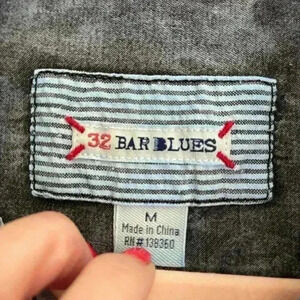 32 BAR BLUES
M
Made in China
RN# 138360